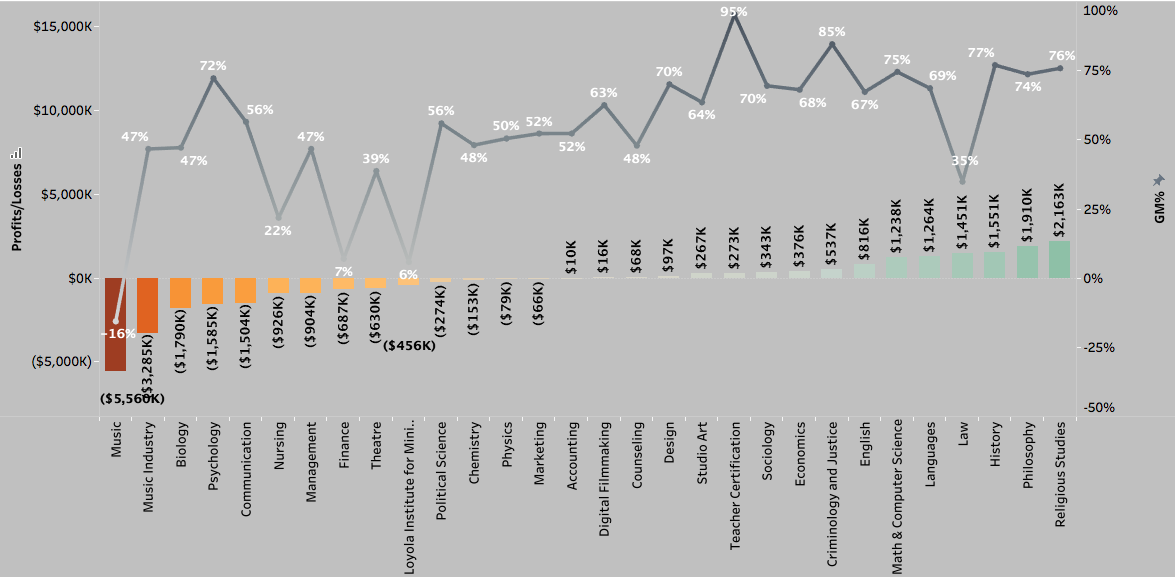 $15,000K
$10,000K
$5,000K
$0K
($5,000K)
Profits/Losses
100%
75%
50%
25%
0%
-25%
-50%
GM%
-16%
47%
47%
72%
56%
22%
47%
7%
39%
6%
56%
48%
50%
52%
52%
63%
48%
70%
64%
95%
70%
68%
85%
67%
75%
69%
35%
77%
74%
76%
($5,560K)
($3,285K)
($1,790K)
($1,585K)
($1,504K)
($926K)
($904K)
($687K)
($630K)
($456K)
($274K)
($153K)
($79K)
($66K)
$10K
$16K
$68K
$97K
$267K
$273K
$343K
$376K
$537K
$816K
$1,238K
$1,264K
$1,451K
$1,551K
$1,910K
$2,163K
Music
Music Industry
Biology
Psychology
Communication
Nursing
Management
Finance
Theatre
Loyola Institute for Mini..
Political Science
Chemistry
Physics
Marketing
Accounting
Digital Filmmaking
Counseling
Design
Studio Art
Teacher Certification
Sociology
Economics
Criminology and Justice
English
Math & Computer Science
Languages
Law
History
Philosophy
Religious Studies